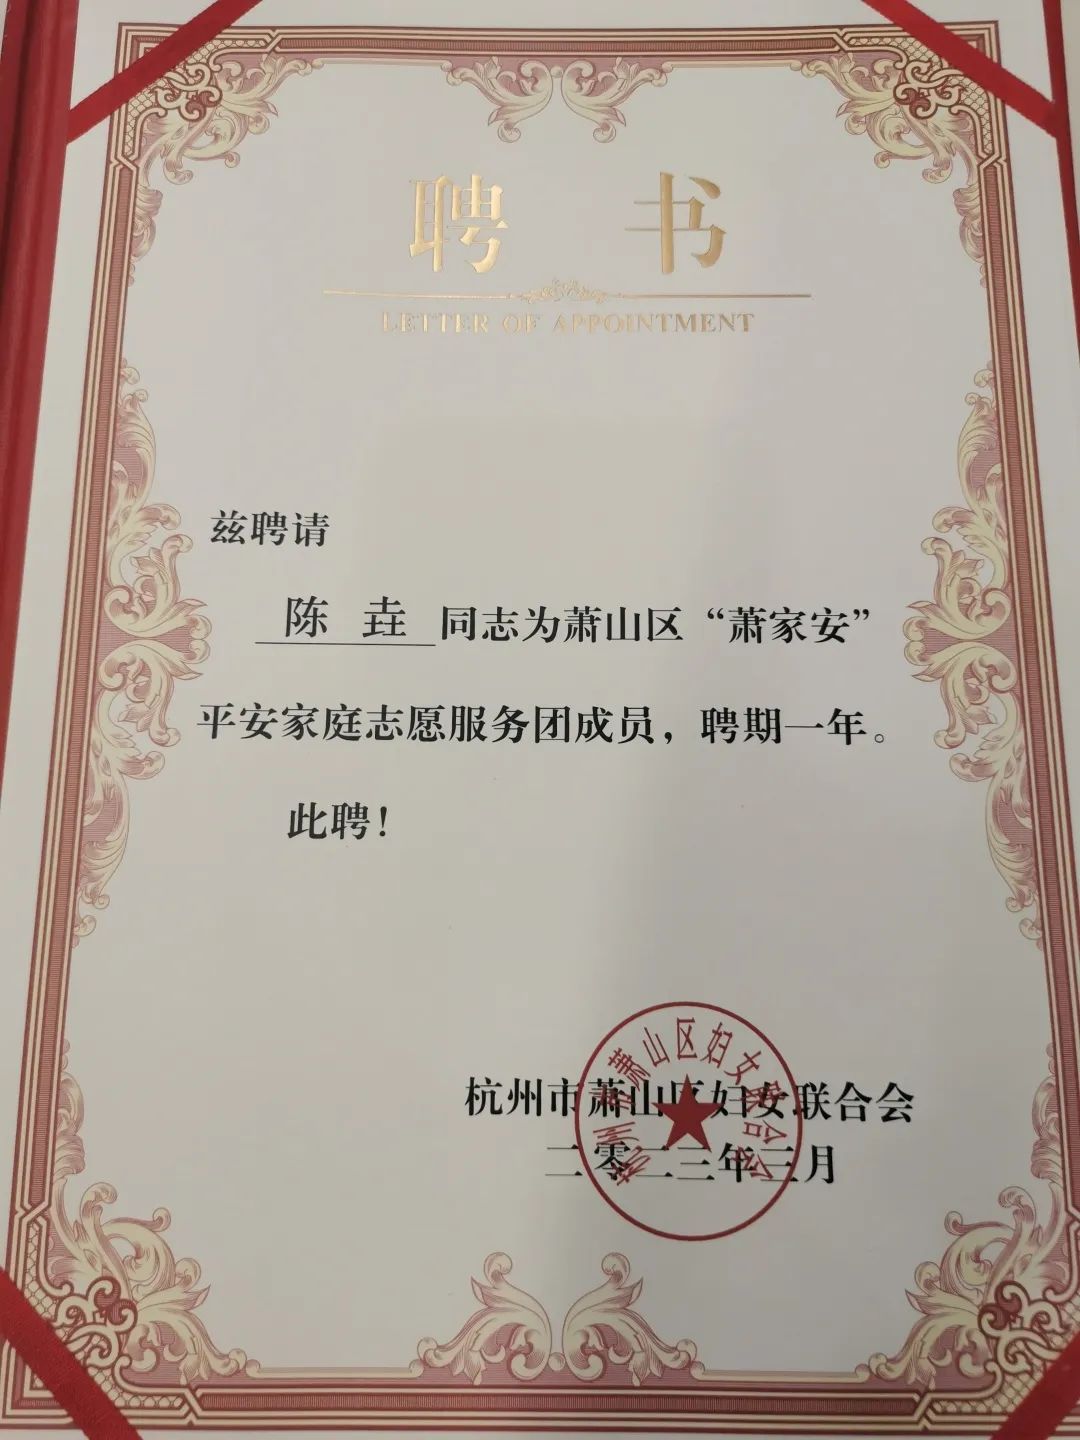 聘 书
LETTER OF APPOINTMENT
兹聘请
陈 垚 同志为萧山区“萧家安”
平安家庭志愿服务团成员，聘期一年。
此聘！
杭州市萧山区妇女联合会
二零二三年三月
杭州市萧山区妇女联合会